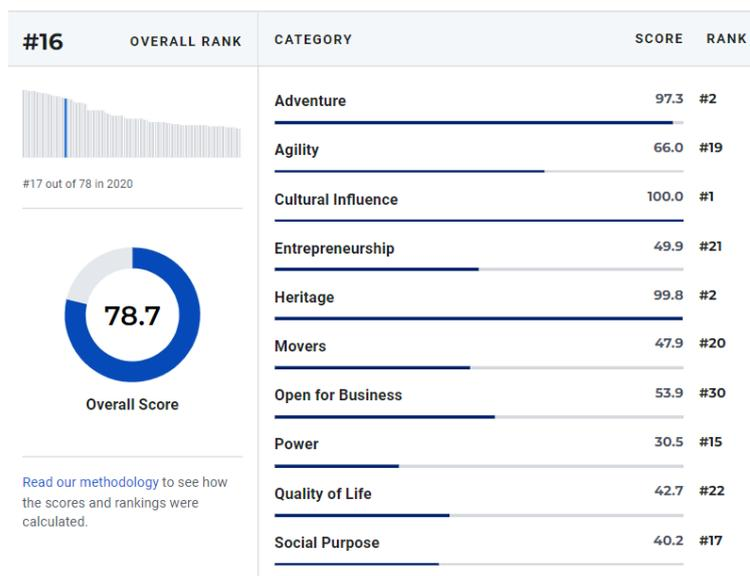 #16 OVERALL RANK
#17 out of 78 in 2020
78.7
Overall Score
Read our methodology to see how
the scores and rankings were
calculated.
CATEGORY SCORE RANK
Adventure 97.3 #2
Agility 66.0 #19
Cultural Influence 100.0 #1
Entrepreneurship 49.9 #21
Heritage 99.8 #2
Movers 47.9 #20
Open for Business 53.9 #30
Power 30.5 #15
Quality of Life 42.7 #22
Social Purpose 40.2 #17